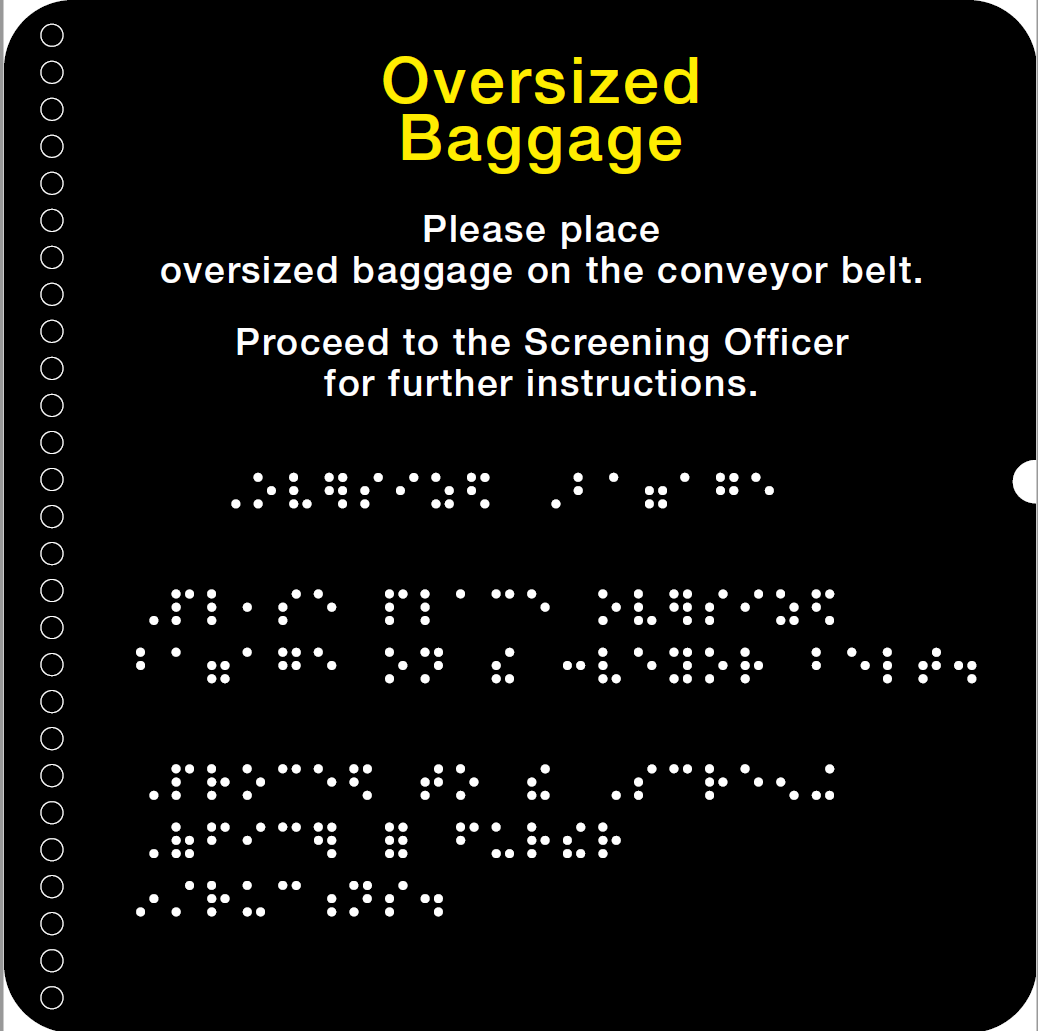 Oversized
Baggage
Please place
oversized baggage on the conveyor belt.
Proceed to the Screening Officer
for further instructions.
⠠⠕⠧⠻⠎⠊⠵⠫ ⠠⠃⠁⠶⠁⠛⠑
⠠⠏⠇⠂⠎⠑ ⠏⠇⠁⠉⠑ ⠕⠧⠻⠎⠊⠵⠫
⠃⠁⠶⠁⠛⠑ ⠕⠝ ⠮ ⠒⠧⠑⠽⠕⠗ ⠃⠑⠇⠞⠲
⠠⠏⠗⠕⠉⠑⠫ ⠞⠕ ⠮ ⠠⠎⠉⠗⠑⠢⠬
⠠⠷⠋⠊⠉⠻ ⠿ ⠋⠥⠗⠮⠗
⠔⠌⠗⠥⠉⠰⠝⠎⠲